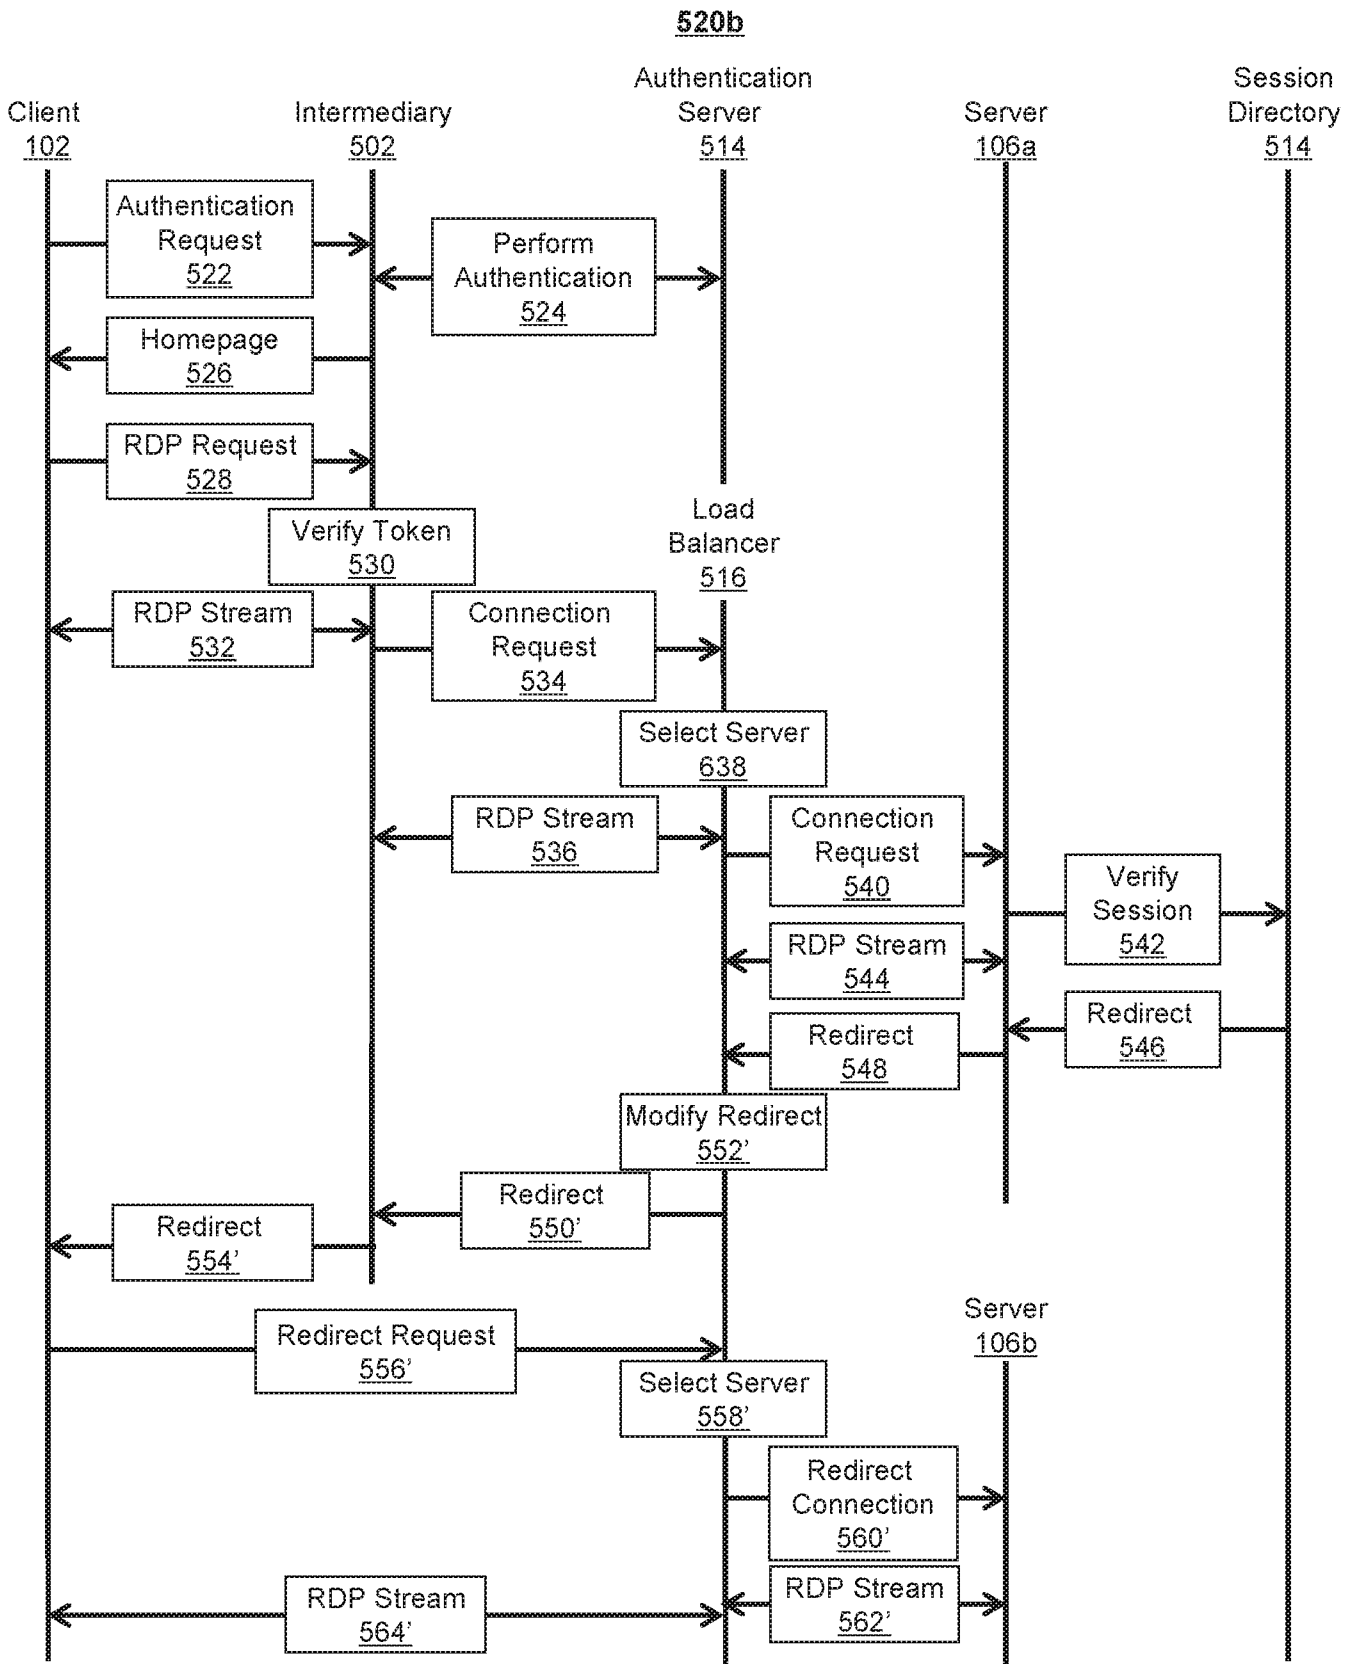 520b
Client
102
Intermediary
502
Authentication
Server
514
Server
106a
Session
Directory
514
Authentication
Request
522
Perform
Authentication
524
Homepage
526
RDP Request
528
Load
Balancer
516
Verify Token
530
RDP Stream
532
Connection
Request
534
Select Server
638
RDP Stream
536
Connection
Request
540
Verify
Session
542
RDP Stream
544
Redirect
546
Redirect
548
Modify Redirect
552'
Redirect
550'
Redirect
554'
Server
106b
Redirect Request
556'
Select Server
558'
Redirect
Connection
560'
RDP Stream
562'
RDP Stream
564'